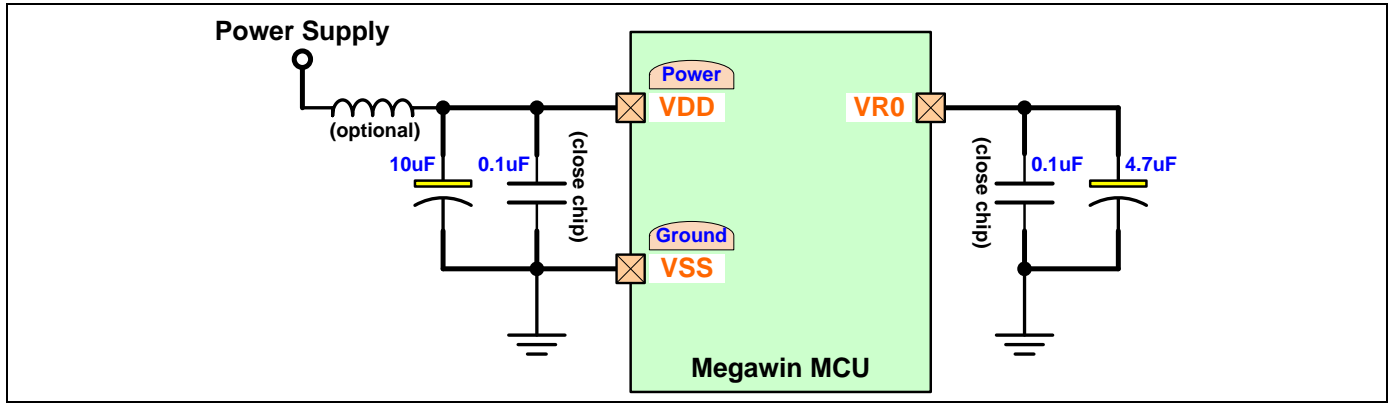 Power Supply
(optional)
10uF
0.1uF
(close chip)
Power
VDD
Ground
VSS
VR0
Megawin MCU
(close chip)
0.1uF
4.7uF